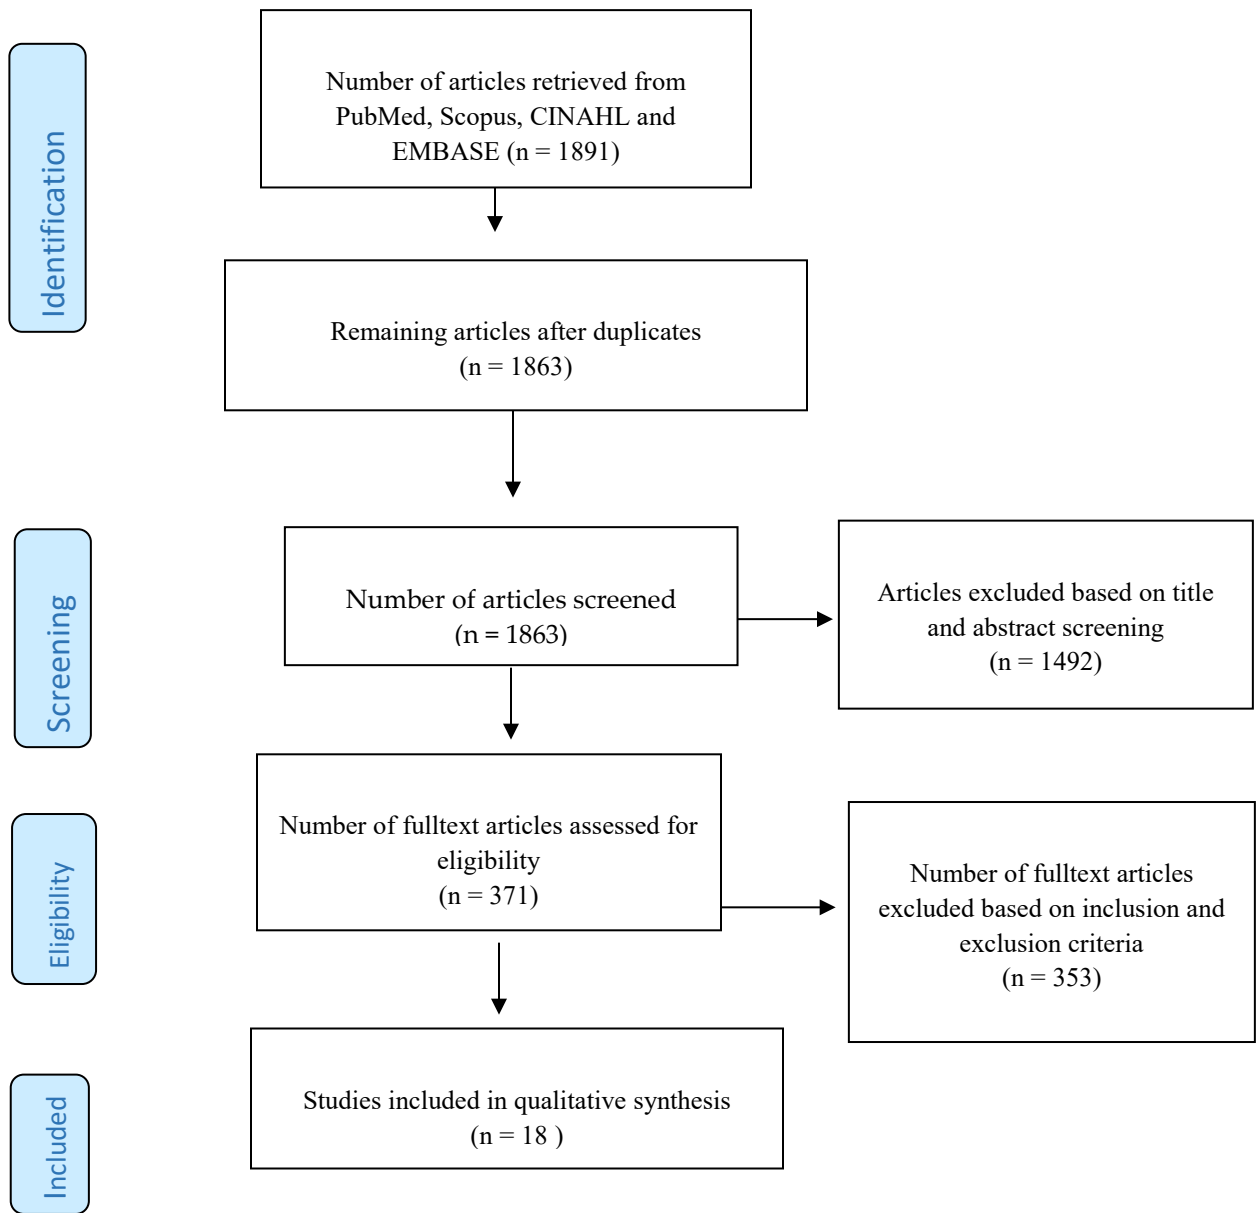 Identification
Number of articles retrieved from
PubMed, Scopus, CINAHL and
EMBASE (n = 1891)
Remaining articles after duplicates
(n = 1863)
Screening
Number of articles screened
(n = 1863)
Articles excluded based on title
and abstract screening
(n = 1492)
Eligibility
Number of fulltext articles assessed for
eligibility
(n = 371)
Number of fulltext articles
excluded based on inclusion and
exclusion criteria
(n = 353)
Included
Studies included in qualitative synthesis
(n = 18 )